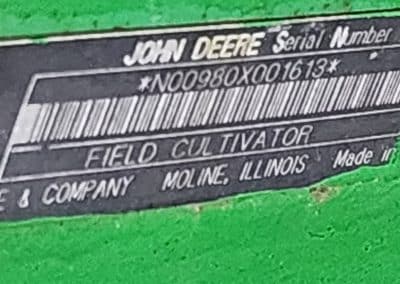 JOHN DEERE Serial Number
*N00980X001613*
FIELD CULTIVATOR
E & COMPANY MOLINE, ILLINOIS Made in